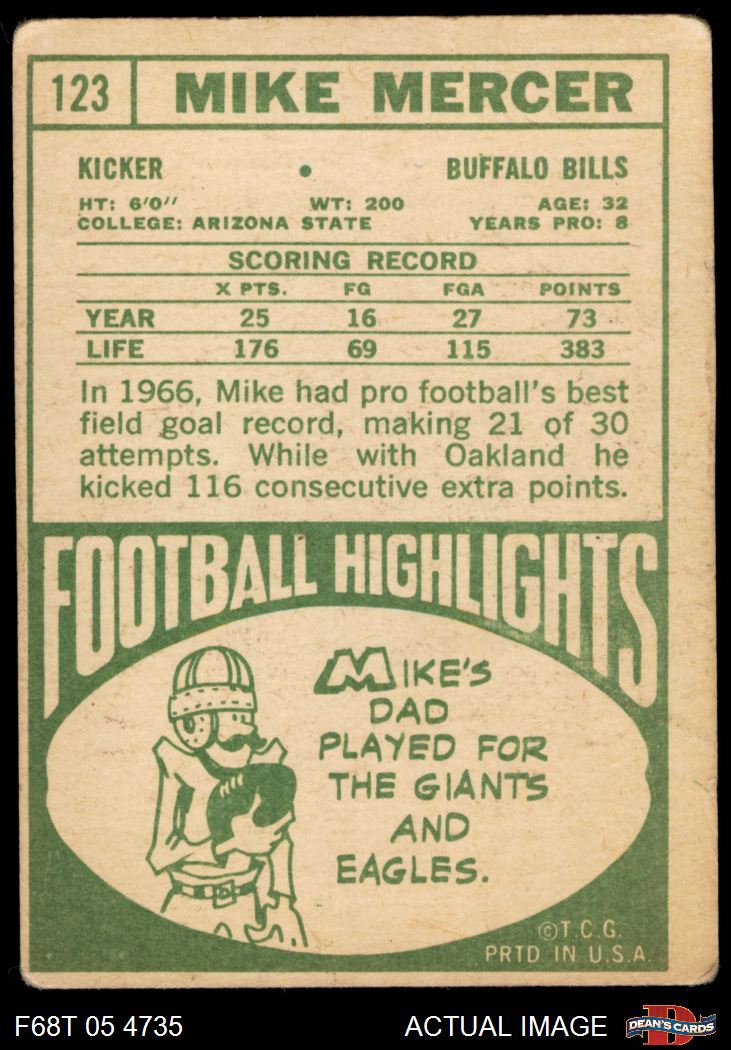 123 MIKE MERCER
KICKER • BUFFALO BILLS
HT: 6'0" WT: 200 AGE: 32
COLLEGE: ARIZONA STATE YEARS PRO: 8
SCORING RECORD
X PTS. FG FGA POINTS
YEAR 25 16 27 73
LIFE 176 69 115 383
In 1966, Mike had pro football's best
field goal record, making 21 of 30
attempts. While with Oakland he
kicked 116 consecutive extra points.
FOOTBALL HIGHLIGHTS
MIKE'S
DAD
PLAYED FOR
THE GIANTS
AND
EAGLES.
©T.C.G.
PRTD IN U.S.A.
F68T 05 4735 ACTUAL IMAGE D DEAN'S CARDS